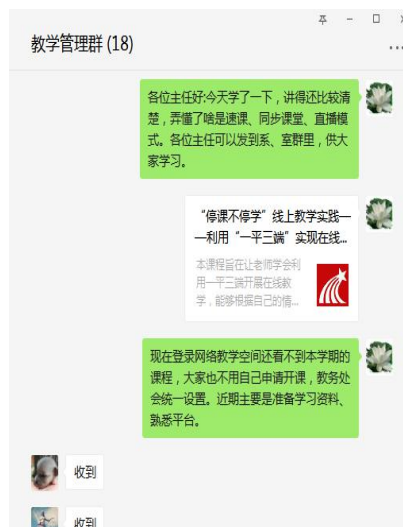 教学管理群 (18)
各位主任好:今天学了一下，讲得还比较清
楚，弄懂了啥是速课、同步课堂、直播模
式。各位主任可以发到系、室群里，供大
家学习。
“停课不停学”线上教学实践—
—利用“一平三端”实现在线...
本课程旨在让老师学会利
用一平三端开展在线教
学，能够根据自己的情...
现在登录网络教学空间还看不到本学期的
课程，大家也不用自己申请开课，教务处
会统一设置。近期主要是准备学习资料、
熟悉平台。
收到
收到